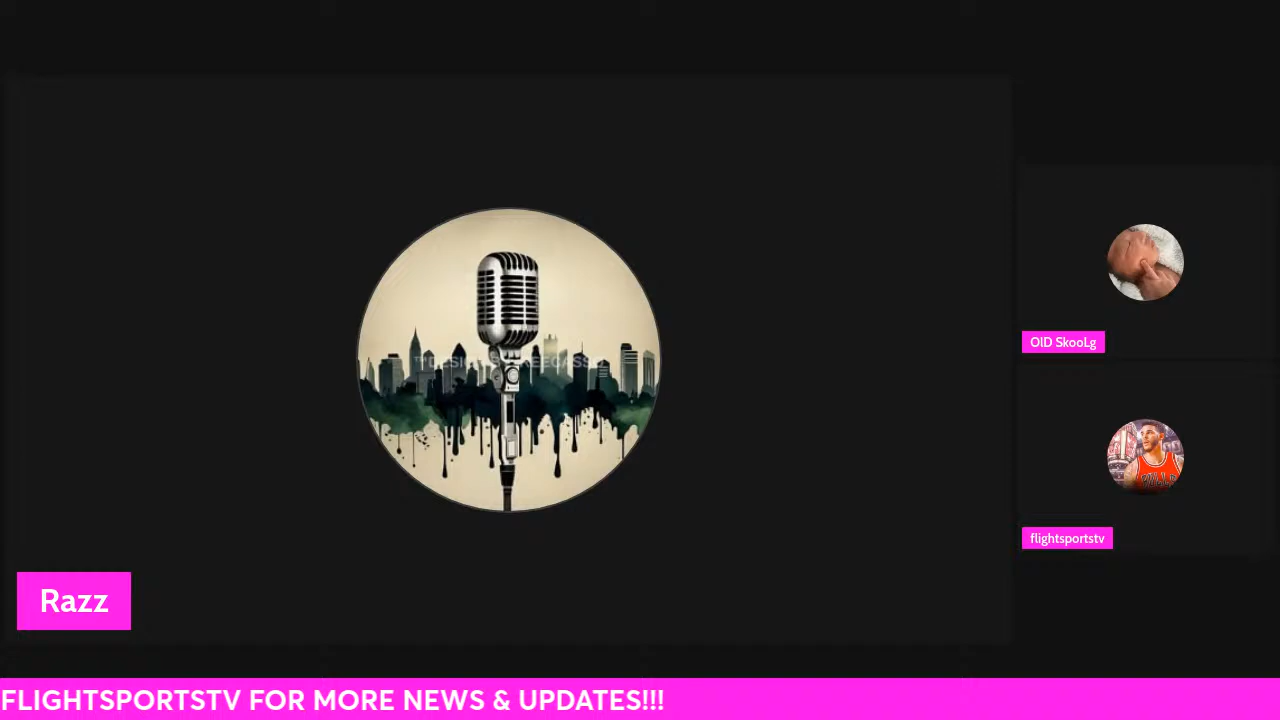 OlD SkooLg
flightsportstv
Razz
FLIGHTSPORTSTV FOR MORE NEWS & UPDATES!!!